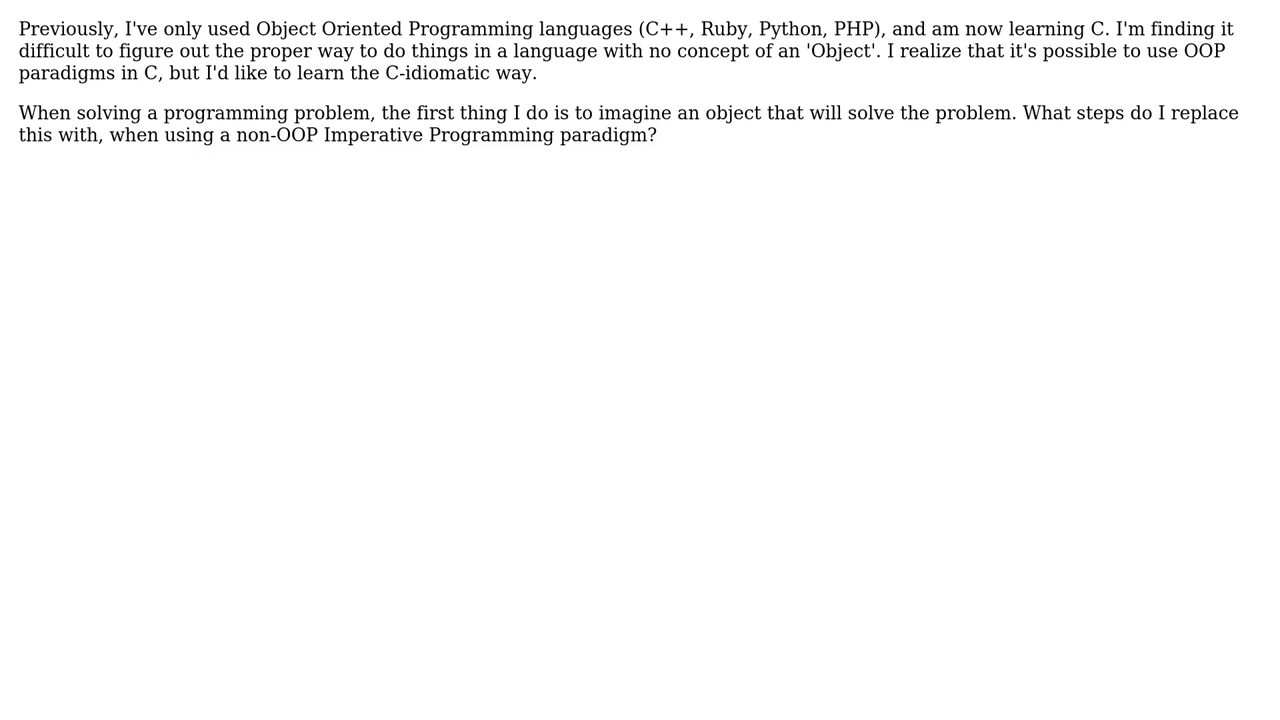 Previously, I've only used Object Oriented Programming languages (C++, Ruby, Python, PHP), and am now learning C. I'm finding it
difficult to figure out the proper way to do things in a language with no concept of an 'Object'. I realize that it's possible to use OOP
paradigms in C, but I'd like to learn the C-idiomatic way.
When solving a programming problem, the first thing I do is to imagine an object that will solve the problem. What steps do I replace
this with, when using a non-OOP Imperative Programming paradigm?